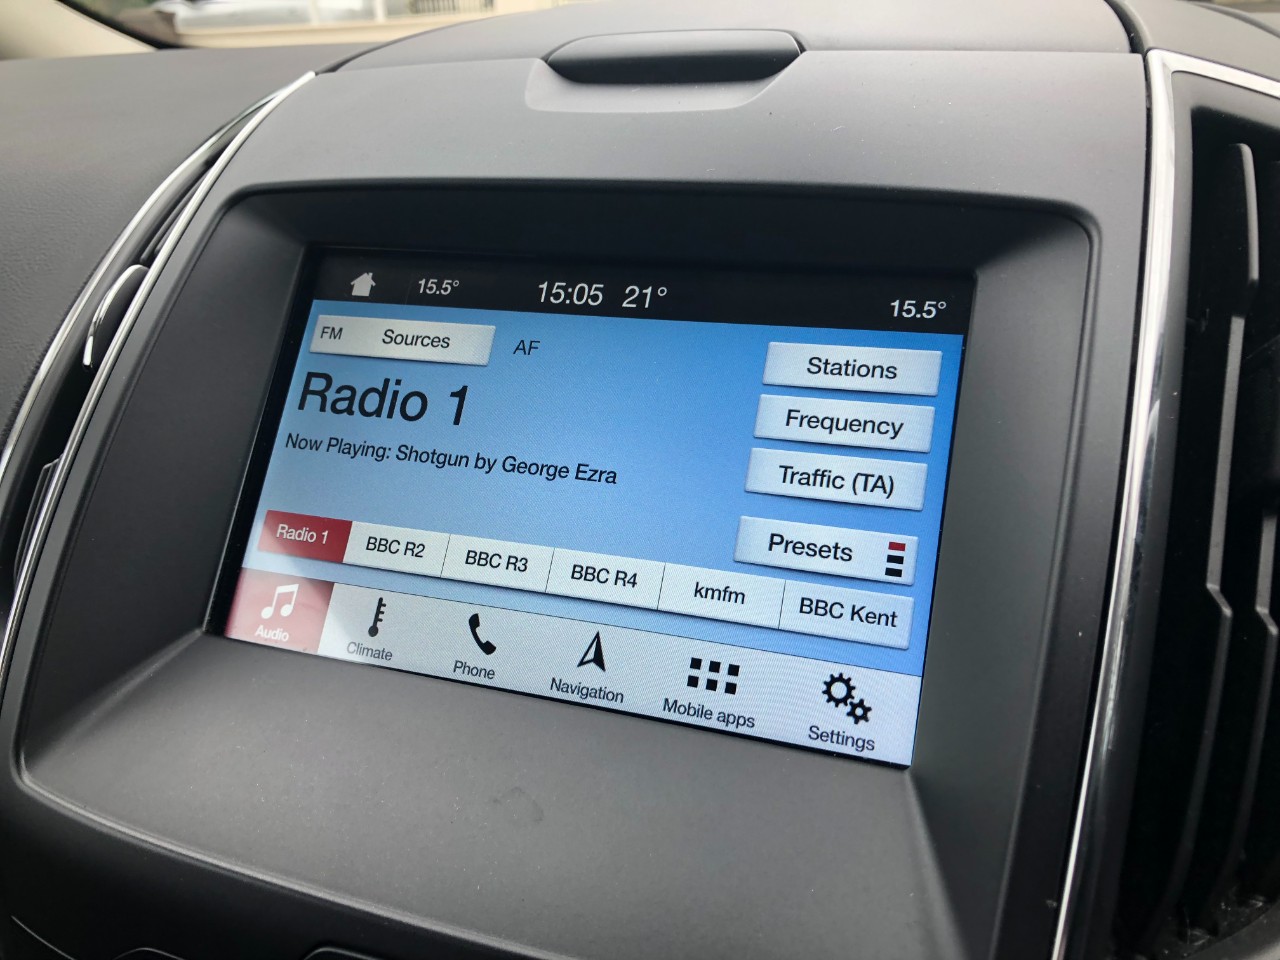 15.5° 15:05 21° 15.5°
FM Sources AF
Stations
Radio 1
Frequency
Now Playing: Shotgun by George Ezra
Traffic (TA)
Presets
Radio 1 BBC R2 BBC R3 BBC R4 kmfm BBC Kent
Audio Climate Phone Navigation Mobile apps Settings